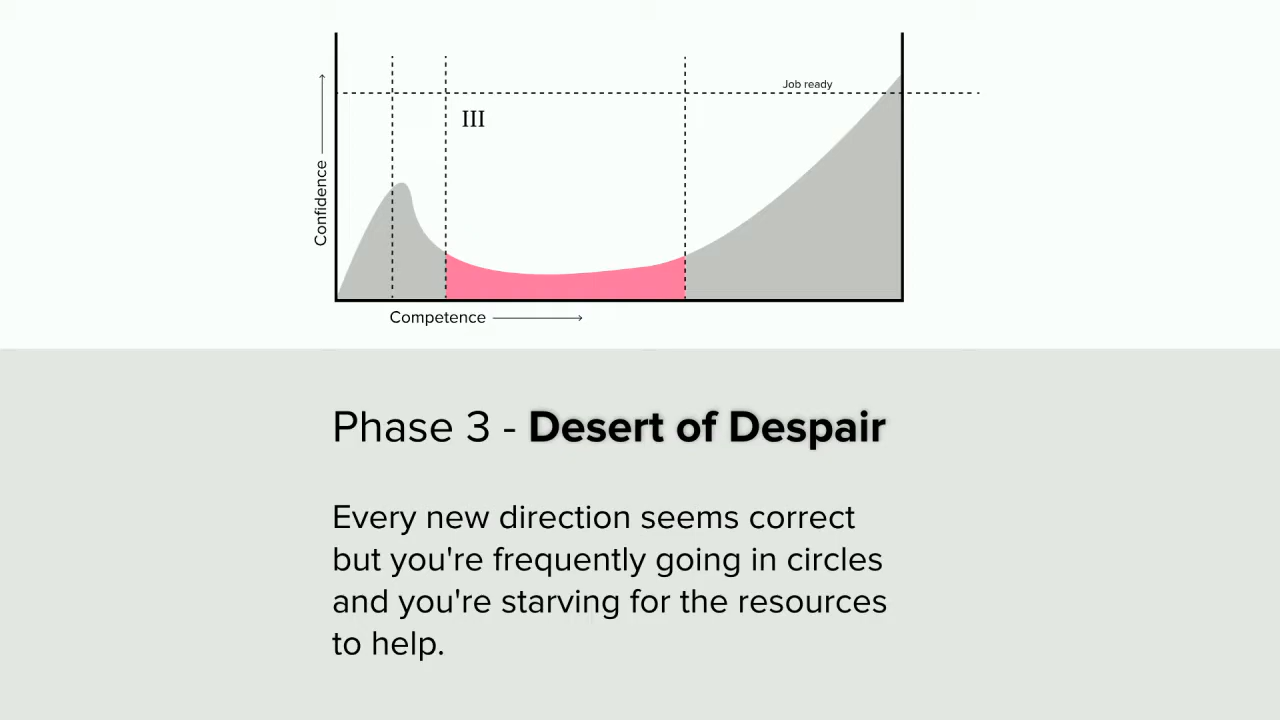 Job ready
III
Confidence
Competence
Phase 3 - Desert of Despair
Every new direction seems correct
but you're frequently going in circles
and you're starving for the resources
to help.